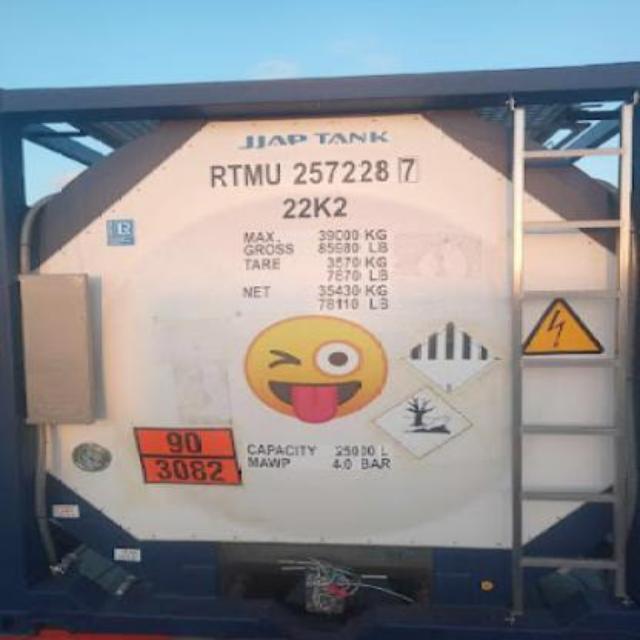 JJAP TANK
RTMU 257228 7
22K2
MAX. 39000 KG
GROSS 85980 LB
TARE 3570 KG
7870 LB
NET 35430 KG
78110 LB
90
3082
CAPACITY 25000 L
MAWP 4.0 BAR